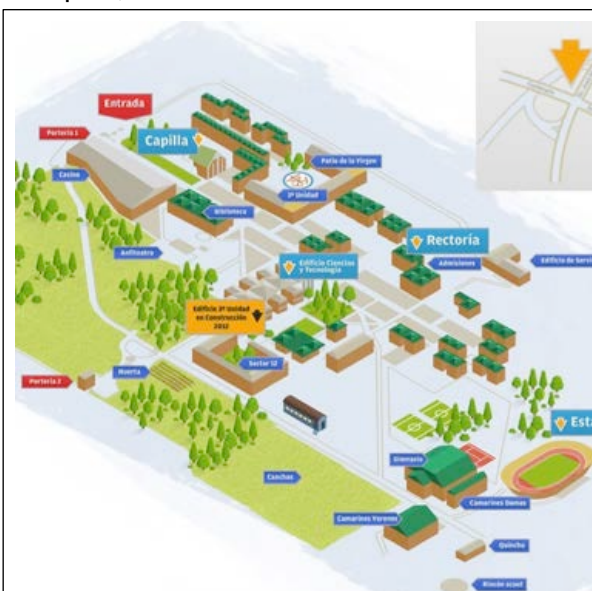 Entrada
Portería 1
Capilla
Casino
Patio de la Virgen
1ª Unidad
Biblioteca
Rectoría
Anfiteatro
Edificio Ciencias
y Tecnología
Admisiones
Edificio de Servi
Edificio 3ª Unidad
en Construcción
2012
Sector 12
Huerta
Portería 2
Esta
Gimnasio
Canchas
Camarines Damas
Camarines Varones
Quincho
Rincón scout